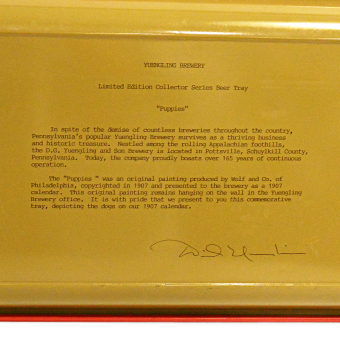 YUENGLING BREWERY
Limited Edition Collector Series Beer Tray
"Puppies"
In spite of the demise of countless breweries throughout the country,
Pennsylvania's popular Yuengling Brewery survives as a thriving business
and historic treasure. Nestled among the rolling Appalachian foothills,
the D.G. Yuengling and Son Brewery is located in Pottsville, Schuylkill County,
Pennsylvania. Today, the company proudly boasts over 165 years of continuous
operation.
The "Puppies " was an original painting produced by Wolf and Co. of
Philadelphia, copyrighted in 1907 and presented to the brewery as a 1907
calendar. This original painting remains hanging on the wall in the Yuengling
Brewery office. It is with pride that we present to you this commemorative
tray, depicting the dogs on our 1907 calendar.